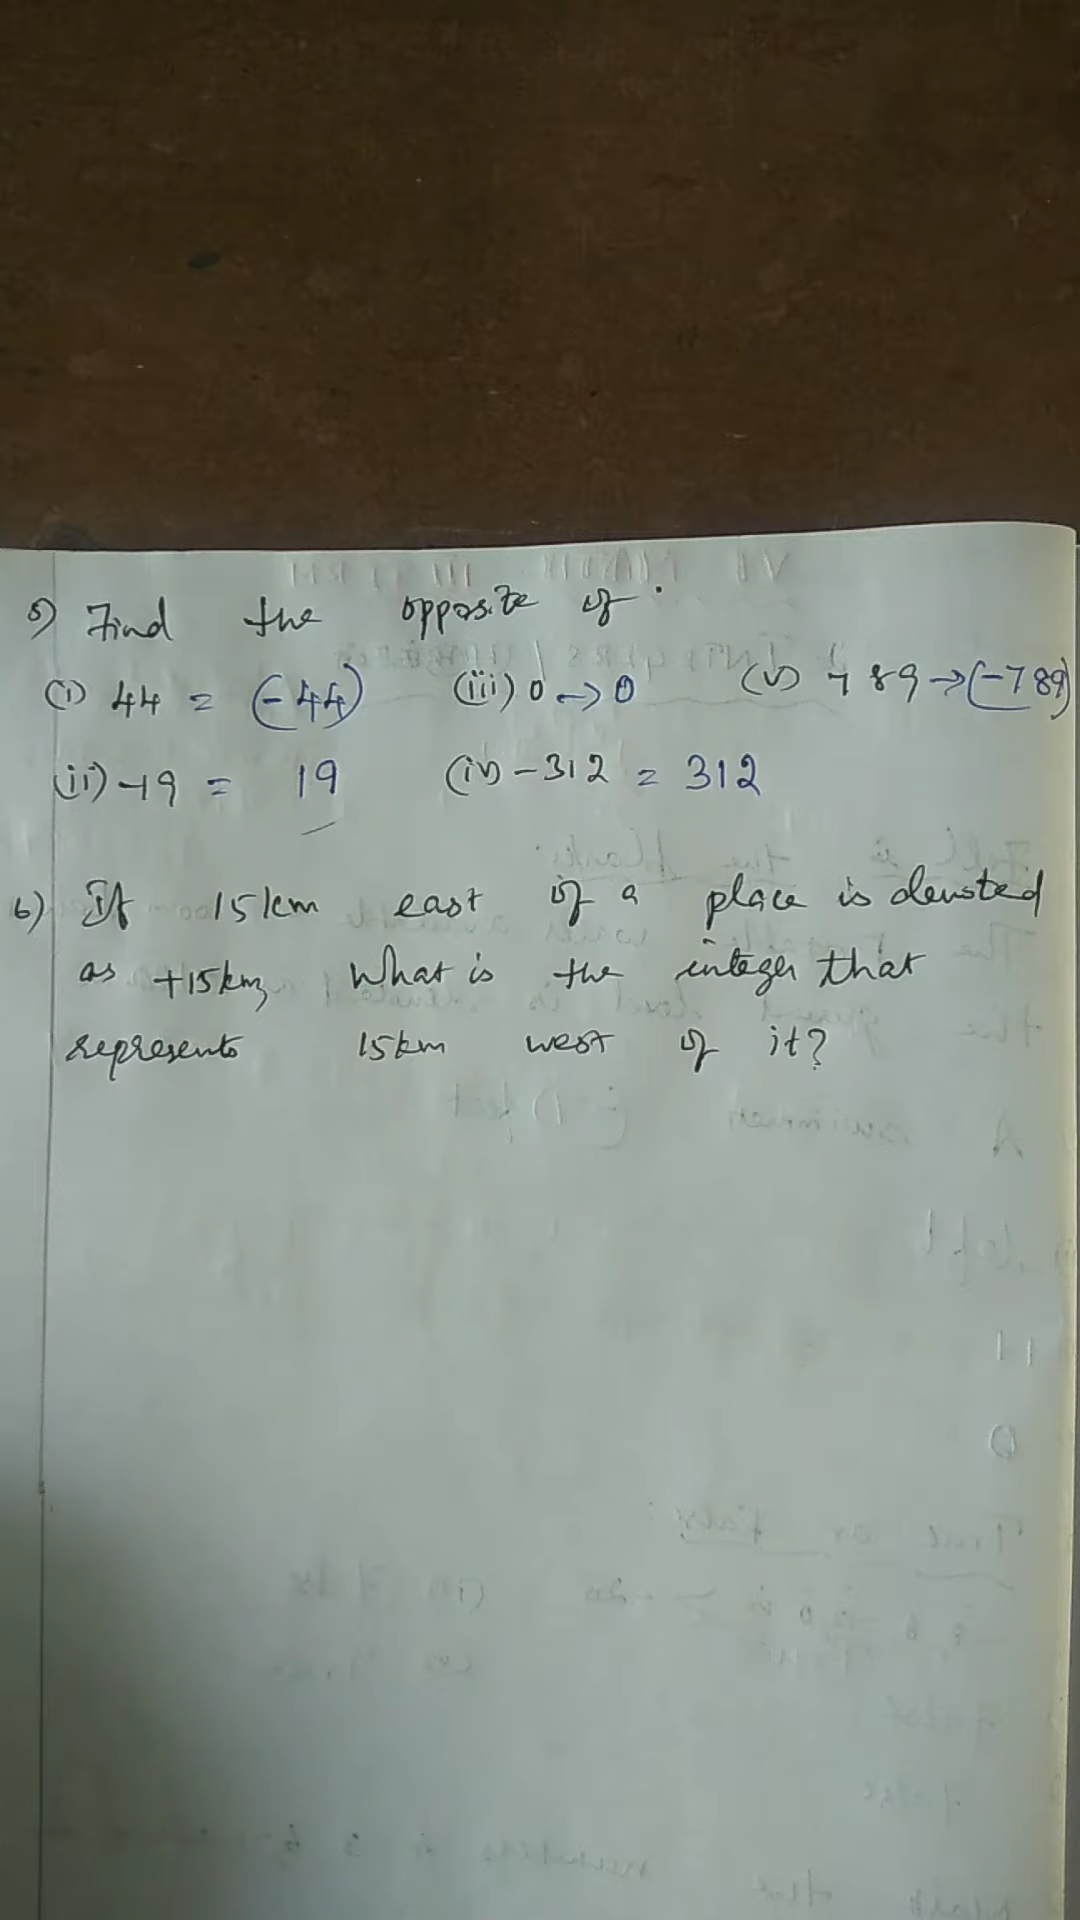 5) Find the opposite of.
(i) 44 = (-44) (iii) 0 → 0 (v) 789 → (-789)
(ii) -19 = 19 (iv) -312 = 312
6) If 15km east of a place is denoted
as +15km, what is the integer that
represents 15km west of it?